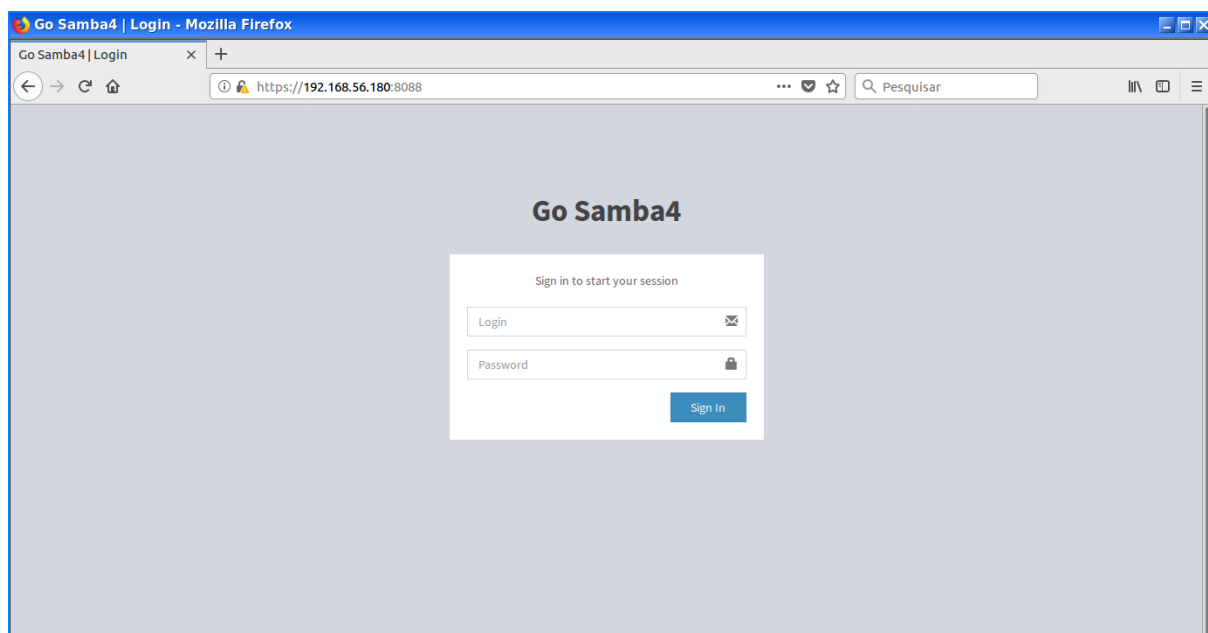 Go Samba4 | Login - Mozilla Firefox
Go Samba4 | Login
https://192.168.56.180:8088
Pesquisar
Go Samba4
Sign in to start your session
Login
Password
Sign In